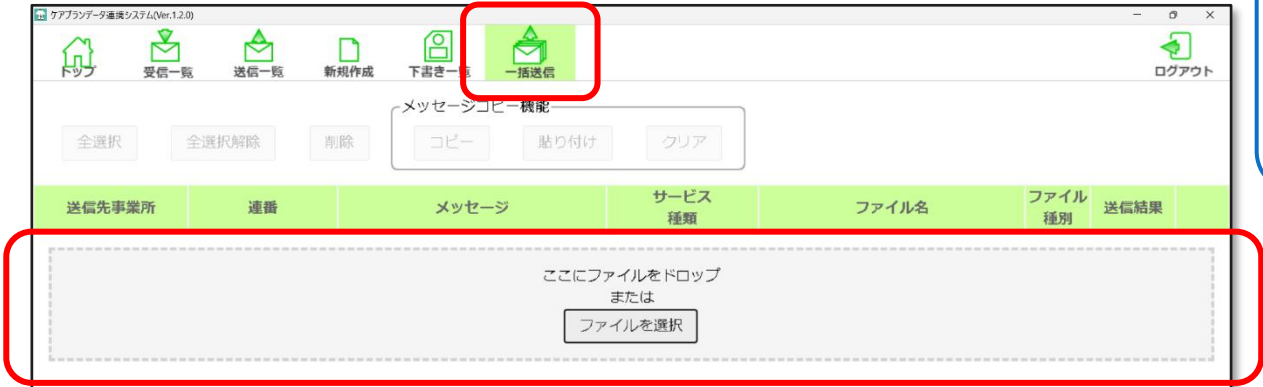 ケアプランデータ連携システム(Ver.1.2.0)
トップ 受信一覧 送信一覧 新規作成 下書き一覧 一括送信 ログアウト
メッセージコピー機能
全選択 全選択解除 削除 コピー 貼り付け クリア
送信先事業所 連番 メッセージ サービス種類 ファイル名 ファイル種別 送信結果
ここにファイルをドロップ
または
ファイルを選択